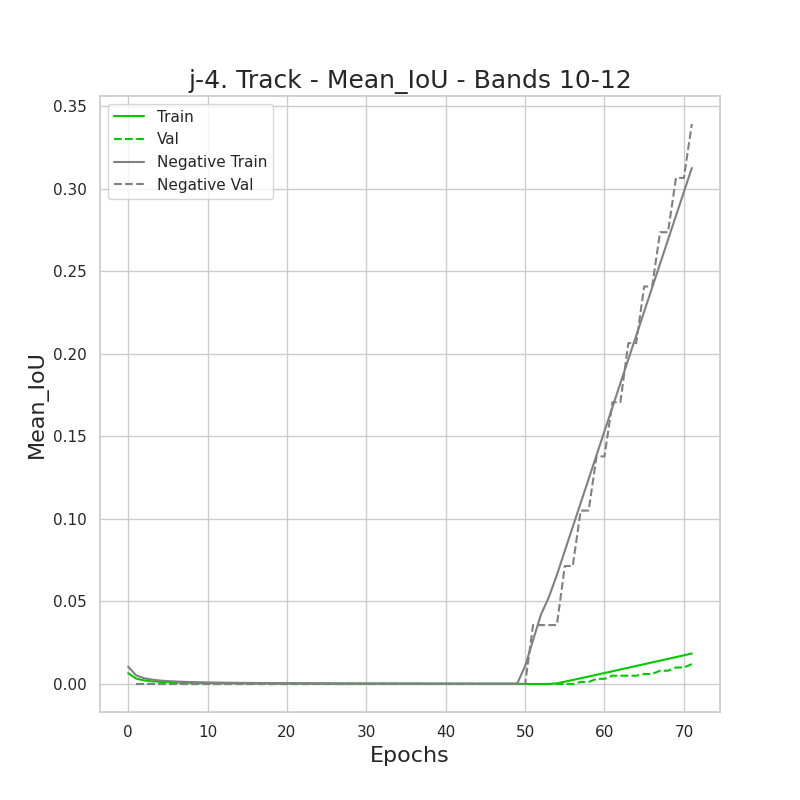 j-4. Track - Mean_IoU - Bands 10-12
Train
Val
Negative Train
Negative Val
Mean_IoU
0.35
0.30
0.25
0.20
0.15
0.10
0.05
0.00
0 10 20 30 40 50 60 70
Epochs